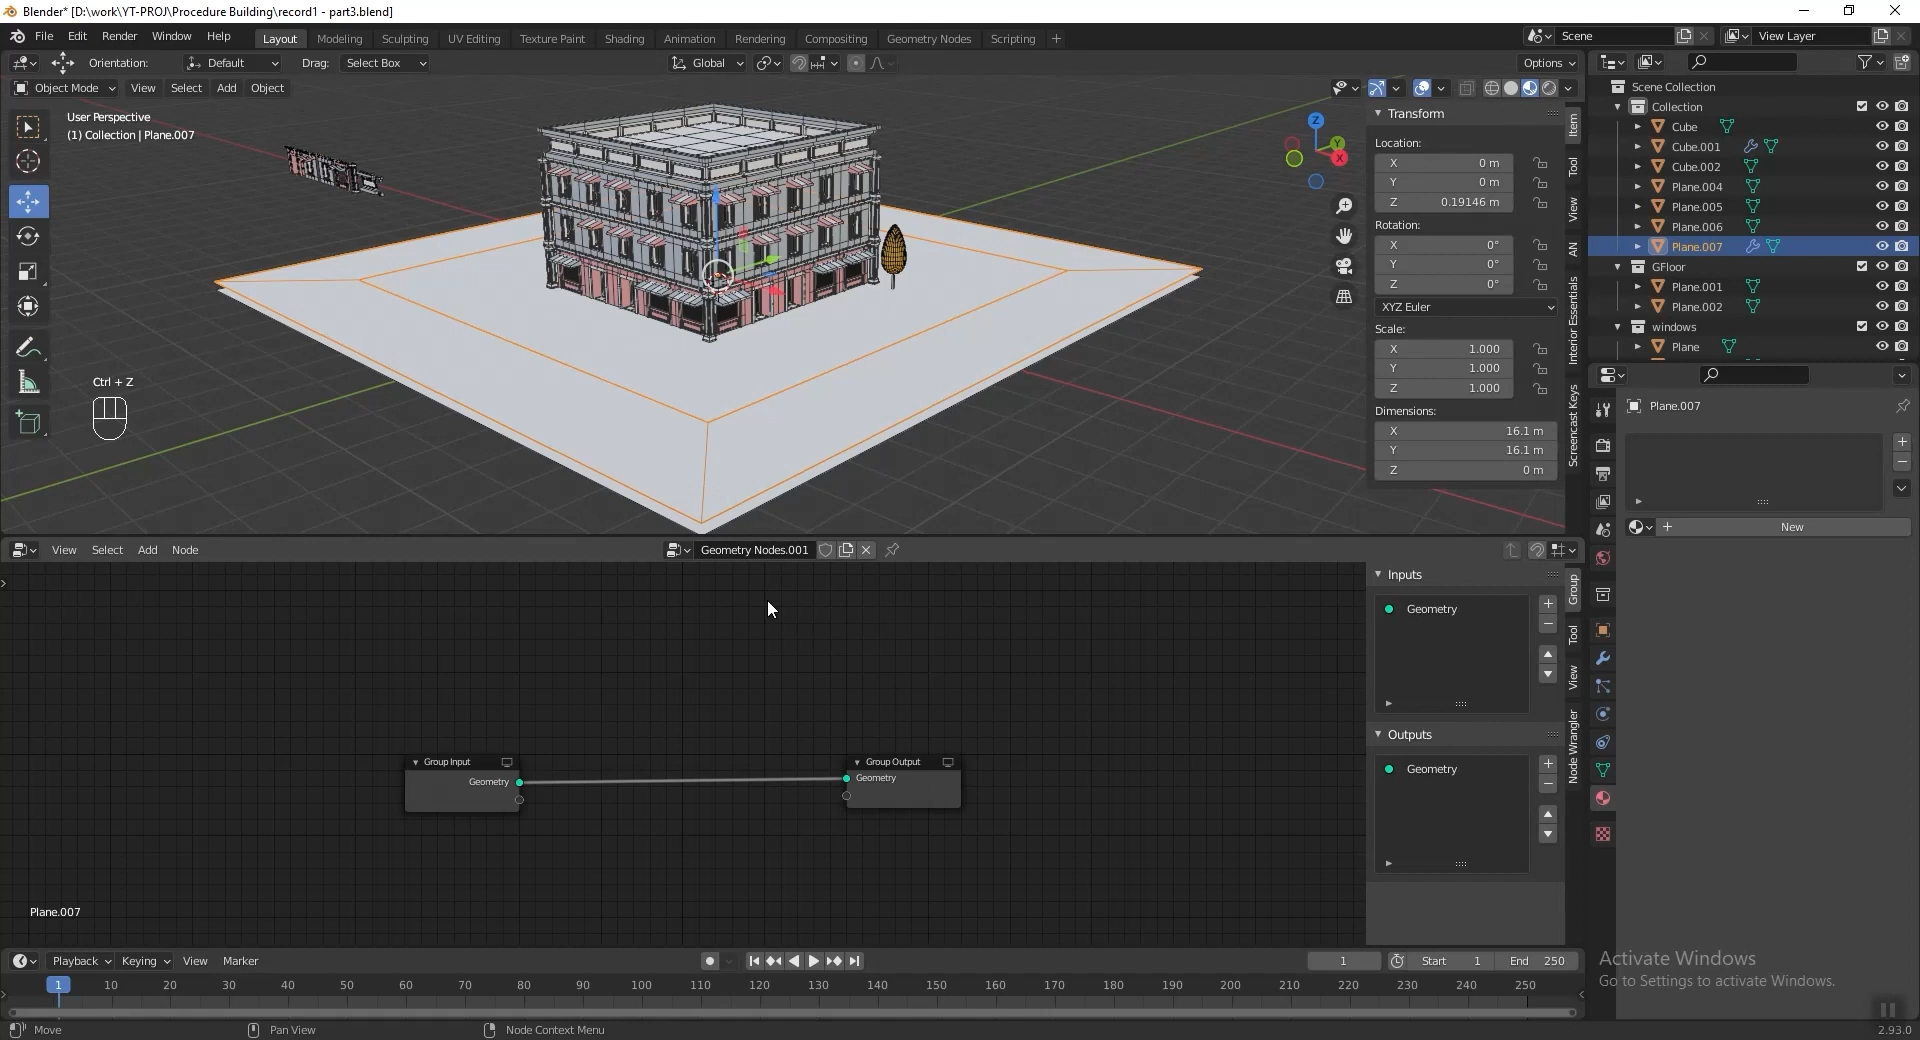 Blender* [D:\work\YT-PROJ\Procedure Building\record1 - part3.blend]
File Edit Render Window Help Layout Modeling Sculpting UV Editing Texture Paint Shading Animation Rendering Compositing Geometry Nodes Scripting + Scene View Layer
Orientation: Default Drag: Select Box Global Options
Object Mode View Select Add Object
User Perspective
(1) Collection | Plane.007
Ctrl + Z
Z
Y
X
Transform
Location:
X 0 m
Y 0 m
Z 0.19146 m
Rotation:
X 0°
Y 0°
Z 0°
XYZ Euler
Scale:
X 1.000
Y 1.000
Z 1.000
Dimensions:
X 16.1 m
Y 16.1 m
Z 0 m
Item
Tool
View
AN
Interior Essentials
Screencast Keys
Scene Collection
Collection
Cube
Cube.001
Cube.002
Plane.004
Plane.005
Plane.006
Plane.007
GFloor
Plane.001
Plane.002
windows
Plane
Plane.007
New
View Select Add Node Geometry Nodes.001
Group Input
Geometry
Group Output
Geometry
Plane.007
Inputs
Geometry
Outputs
Geometry
Group
Tool
View
Node Wrangler
Playback Keying View Marker 1 Start 1 End 250
1 10 20 30 40 50 60 70 80 90 100 110 120 130 140 150 160 170 180 190 200 210 220 230 240 250
Activate Windows
Go to Settings to activate Windows.
Move Pan View Node Context Menu 2.93.0